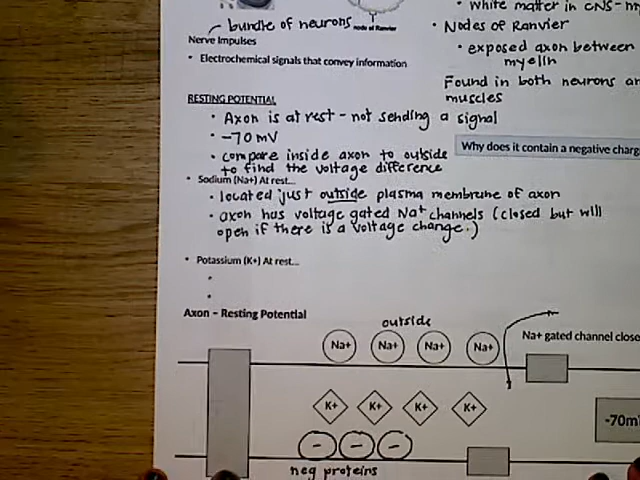 White matter in CNS-
bundle of neurons
node of Ranvier
• Nodes of Ranvier
Nerve Impulses
• exposed axon between
myelin
• Electrochemical signals that convey information
Found in both neurons
muscles
RESTING POTENTIAL
• Axon is at rest - not sending a signal
• -70 mV
Why does it contain a negative
• compare inside axon to outside
to find the voltage difference
• Sodium (Na+) At rest...
• located just outside plasma membrane of axon
• axon has voltage gated Na+ channels (closed but will
open if there is a voltage change.)
• Potassium (K+) At rest...
Axon – Resting Potential
outside
Na+ gated channel
Na+ Na+ Na+ Na+
K+ K+ K+ K+
-70m
- - -
neg proteins